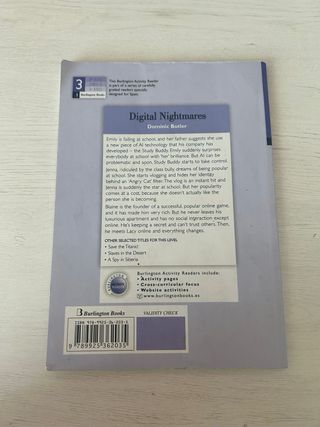 3
Burlington Books
This Burlington Activity Reader
is part of a series of carefully
graded readers specially
designed for Spain.
Digital Nightmares
Dominic Butler
Emily is failing at school, and her father suggests she use
a new piece of AI technology that his company has
developed – the Study Buddy. Emily suddenly surprises
everybody at school with 'her' brilliance. But AI can be
problematic and soon, Study Buddy starts to take control.
Jenna, ridiculed by the class bully, dreams of being popular
at school. She starts vlogging and hides her identity
behind an 'Angry Cat' filter. The vlog is an instant hit and
Jenna is suddenly the star at school. But her popularity
comes at a cost, because she doesn't actually like the
person she is becoming.
Blaine is the founder of a successful popular online game,
and it has made him very rich. But he never leaves his
luxurious apartment and has no social interaction except
online. He's keeping a secret and can't trust others. Then,
he meets Lacy online and everything changes.
OTHER SELECTED TITLES FOR THIS LEVEL
• Save the Titanic!
• Slaves in the Desert
• A Spy in Siberia
Burlington Activity Readers include:
• Activity pages
• Cross-curricular focus
• Website activities
www.burlingtonbooks.es
3 Burlington Books
VALIDITY CHECK
ISBN 978-9925-36-203-5
9 789925 362035